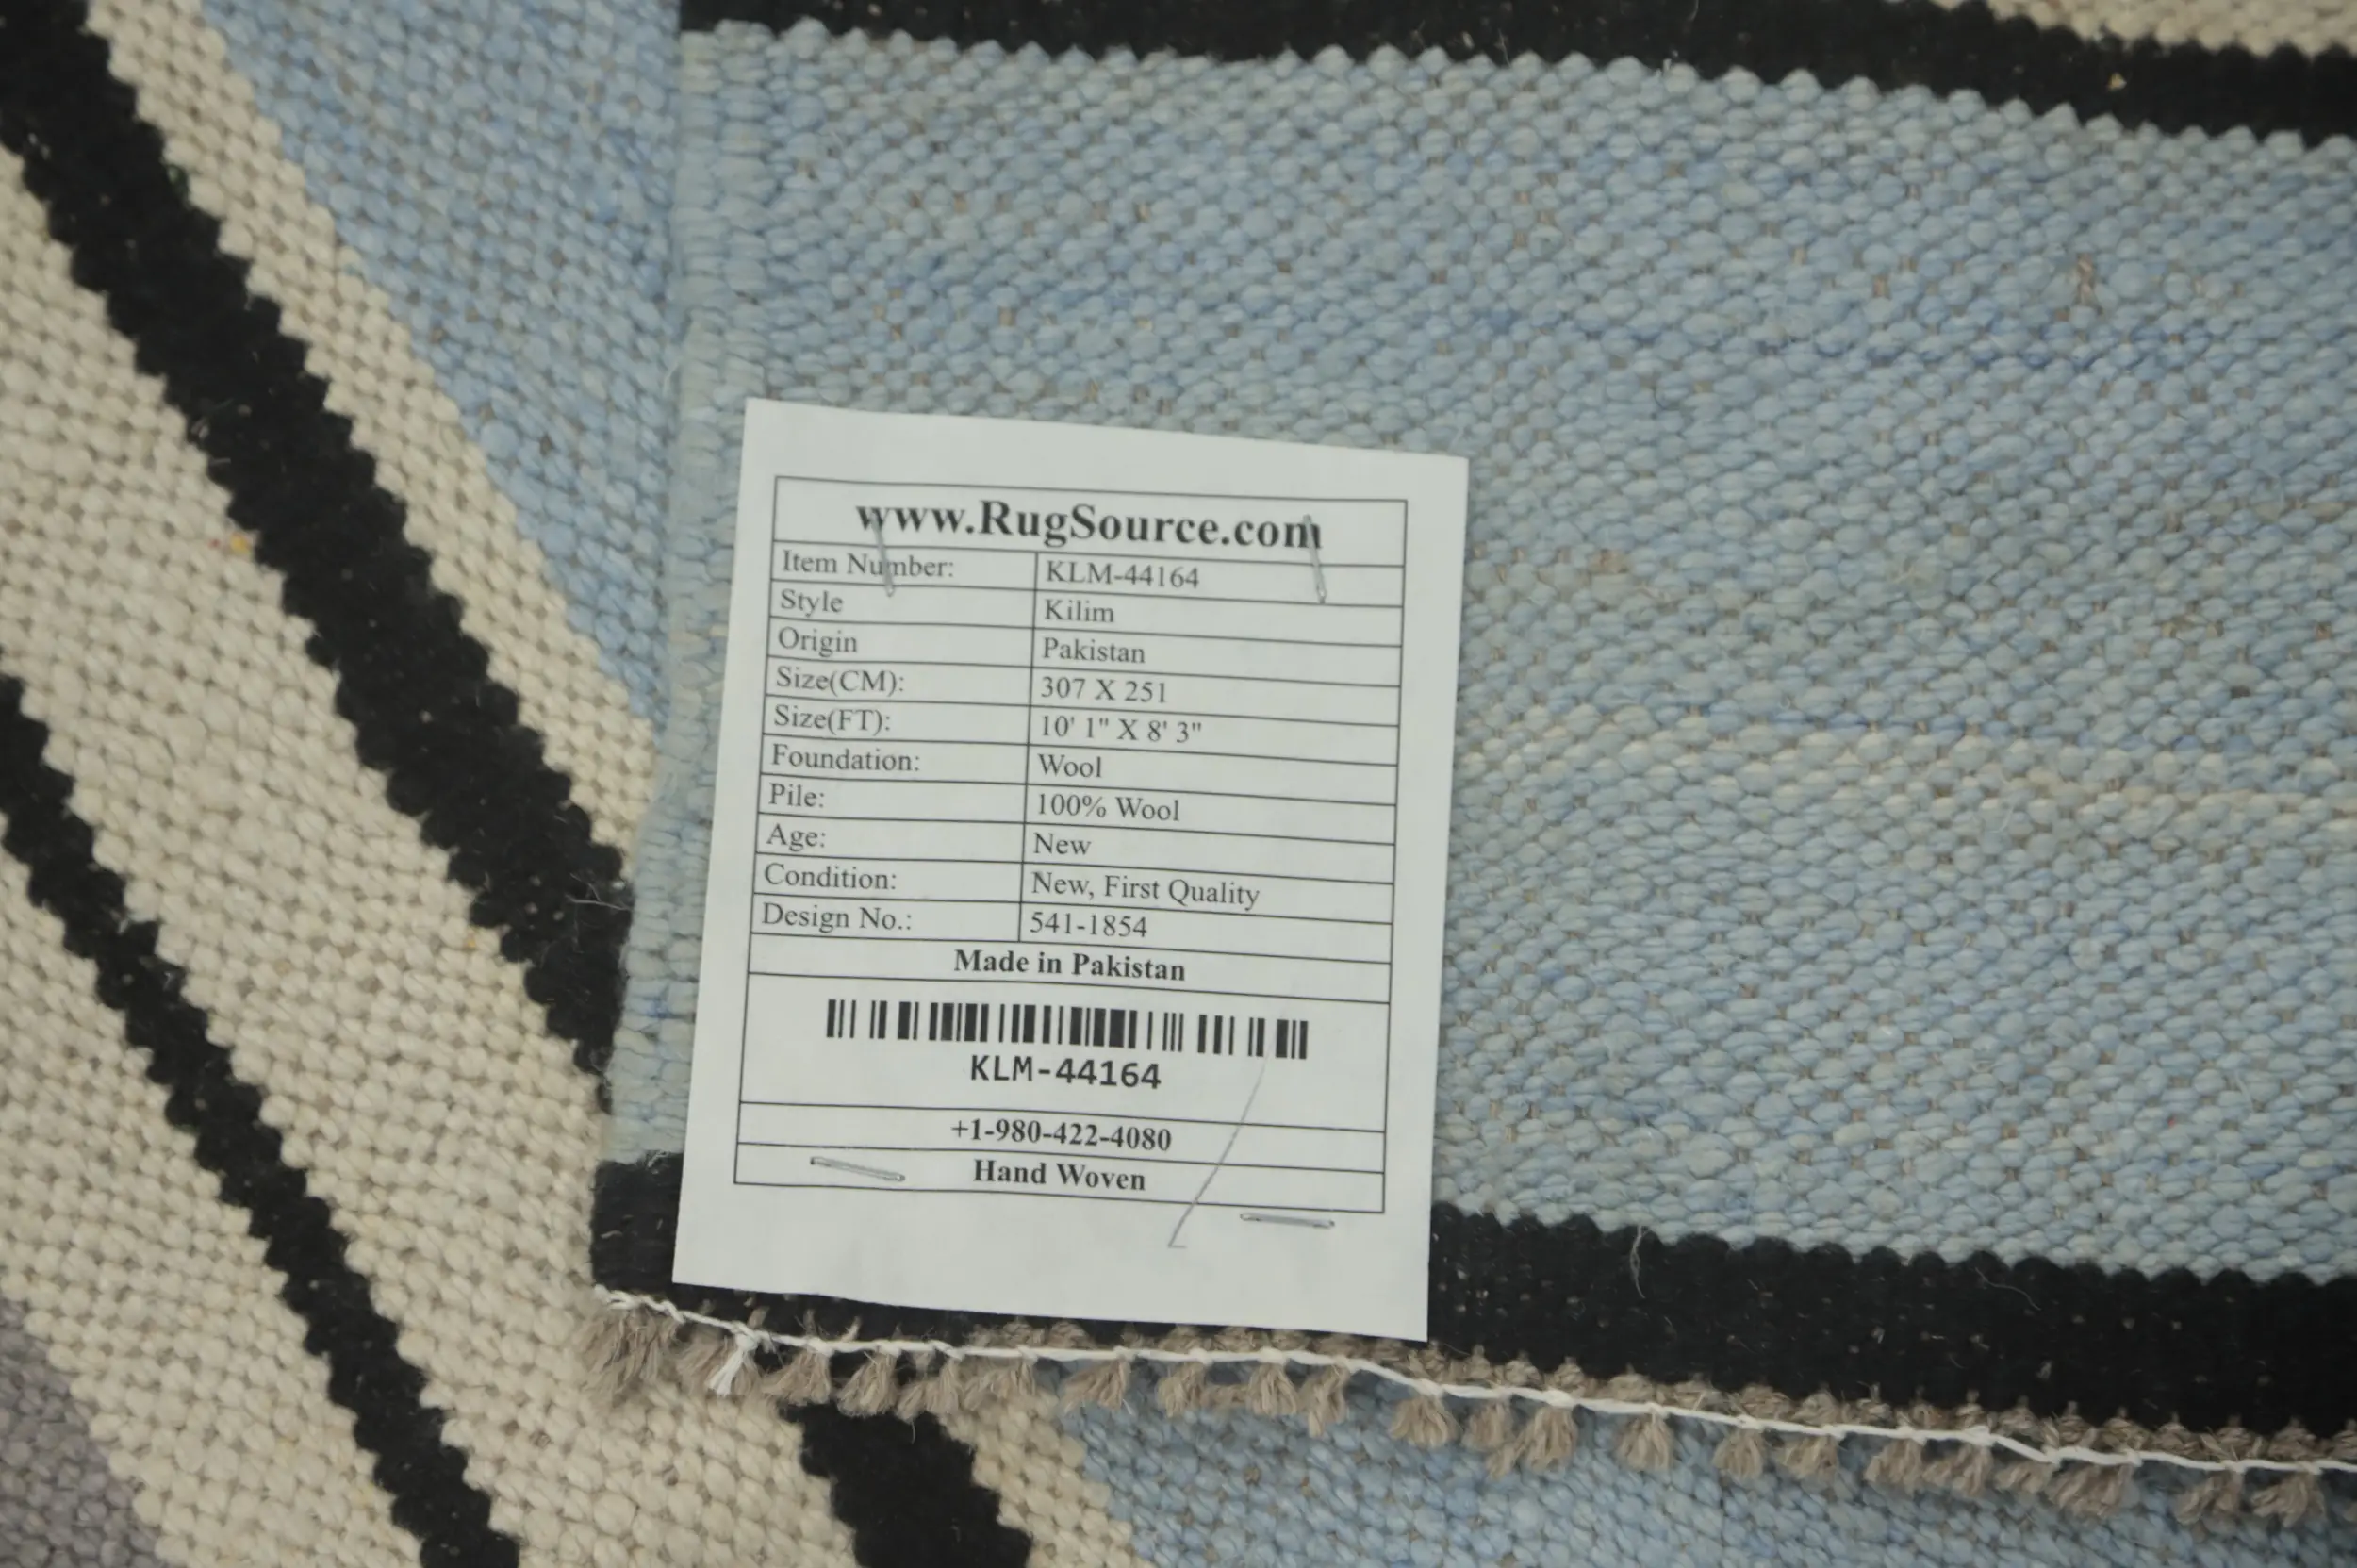 www.RugSource.com
Item Number: KLM-44164
Style Kilim
Origin Pakistan
Size(CM): 307 X 251
Size(FT): 10' 1" X 8' 3"
Foundation: Wool
Pile: 100% Wool
Age: New
Condition: New, First Quality
Design No.: 541-1854
Made in Pakistan
KLM-44164
+1-980-422-4080
Hand Woven